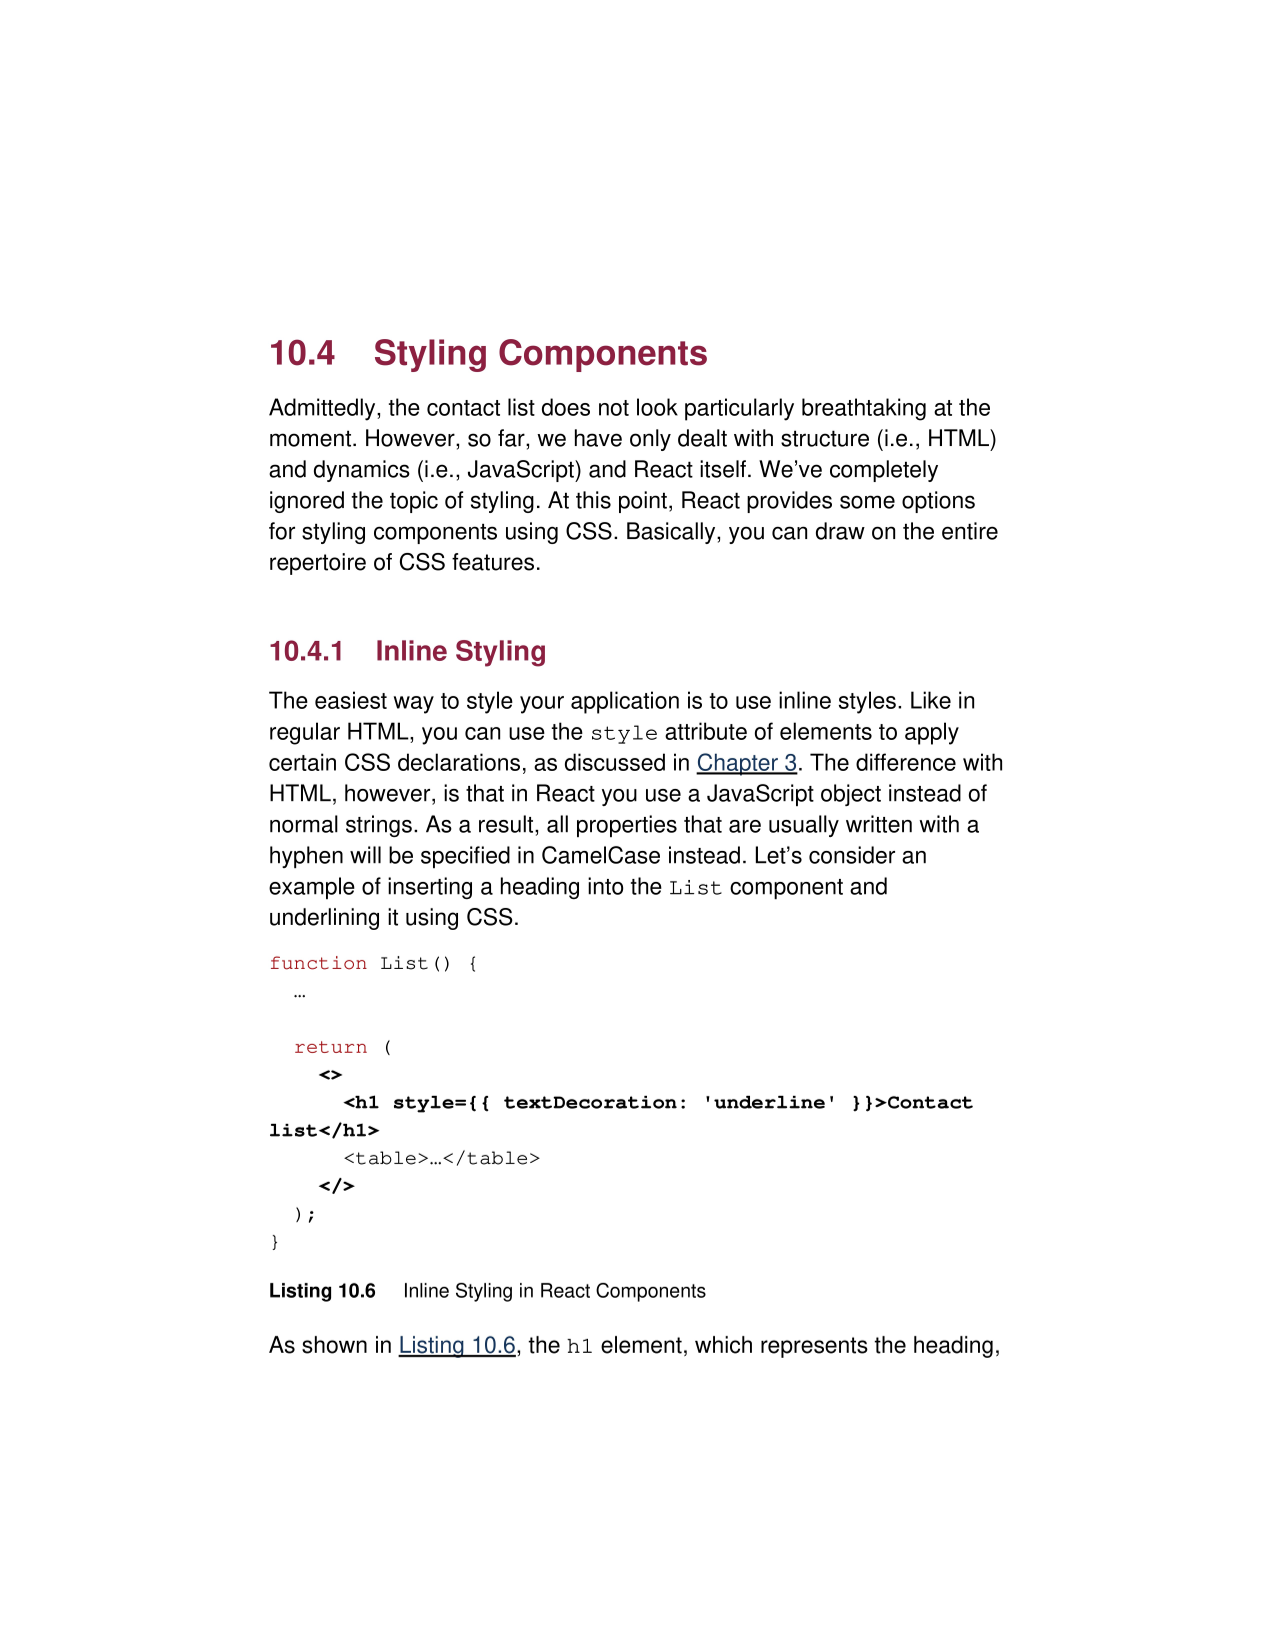 10.4 Styling Components
Admittedly, the contact list does not look particularly breathtaking at the
moment. However, so far, we have only dealt with structure (i.e., HTML)
and dynamics (i.e., JavaScript) and React itself. We’ve completely
ignored the topic of styling. At this point, React provides some options
for styling components using CSS. Basically, you can draw on the entire
repertoire of CSS features.
10.4.1 Inline Styling
The easiest way to style your application is to use inline styles. Like in
regular HTML, you can use the style attribute of elements to apply
certain CSS declarations, as discussed in Chapter 3. The difference with
HTML, however, is that in React you use a JavaScript object instead of
normal strings. As a result, all properties that are usually written with a
hyphen will be specified in CamelCase instead. Let’s consider an
example of inserting a heading into the List component and
underlining it using CSS.
function List() {
  …
  return (
    <>
      <h1 style={{ textDecoration: 'underline' }}>Contact
list</h1>
      <table>…</table>
    </>
  );
}
Listing 10.6 Inline Styling in React Components
As shown in Listing 10.6, the h1 element, which represents the heading,